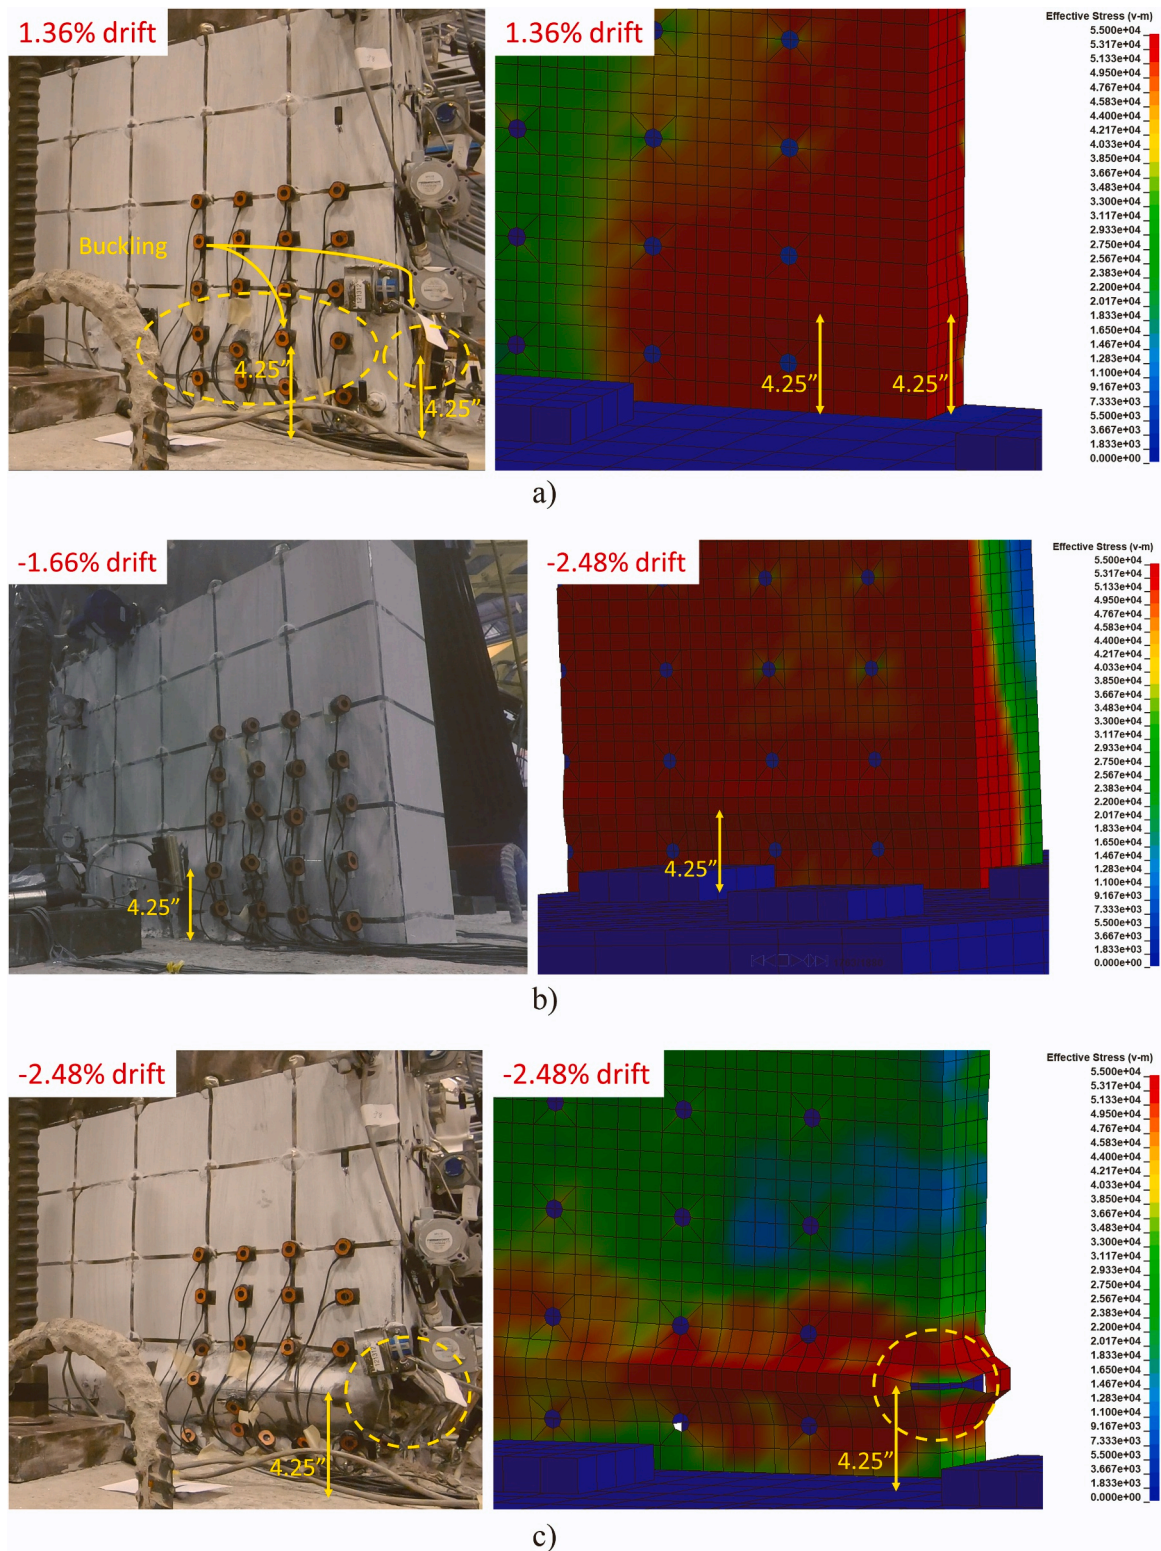 1.36% drift
Buckling
4.25”
4.25”
1.36% drift
4.25”
4.25”
Effective Stress (v-m)
5.500e+04
5.317e+04
5.133e+04
4.950e+04
4.767e+04
4.583e+04
4.400e+04
4.217e+04
4.033e+04
3.850e+04
3.667e+04
3.483e+04
3.300e+04
3.117e+04
2.933e+04
2.750e+04
2.567e+04
2.383e+04
2.200e+04
2.017e+04
1.833e+04
1.650e+04
1.467e+04
1.283e+04
1.100e+04
9.167e+03
7.333e+03
5.500e+03
3.667e+03
1.833e+03
0.000e+00
a)
-1.66% drift
4.25”
-2.48% drift
4.25”
Effective Stress (v-m)
5.500e+04
5.317e+04
5.133e+04
4.950e+04
4.767e+04
4.583e+04
4.400e+04
4.217e+04
4.033e+04
3.850e+04
3.667e+04
3.483e+04
3.300e+04
3.117e+04
2.933e+04
2.750e+04
2.567e+04
2.383e+04
2.200e+04
2.017e+04
1.833e+04
1.650e+04
1.467e+04
1.283e+04
1.100e+04
9.167e+03
7.333e+03
5.500e+03
3.667e+03
1.833e+03
0.000e+00
b)
-2.48% drift
4.25”
-2.48% drift
4.25”
Effective Stress (v-m)
5.500e+04
5.317e+04
5.133e+04
4.950e+04
4.767e+04
4.583e+04
4.400e+04
4.217e+04
4.033e+04
3.850e+04
3.667e+04
3.483e+04
3.300e+04
3.117e+04
2.933e+04
2.750e+04
2.567e+04
2.383e+04
2.200e+04
2.017e+04
1.833e+04
1.650e+04
1.467e+04
1.283e+04
1.100e+04
9.167e+03
7.333e+03
5.500e+03
3.667e+03
1.833e+03
0.000e+00
c)